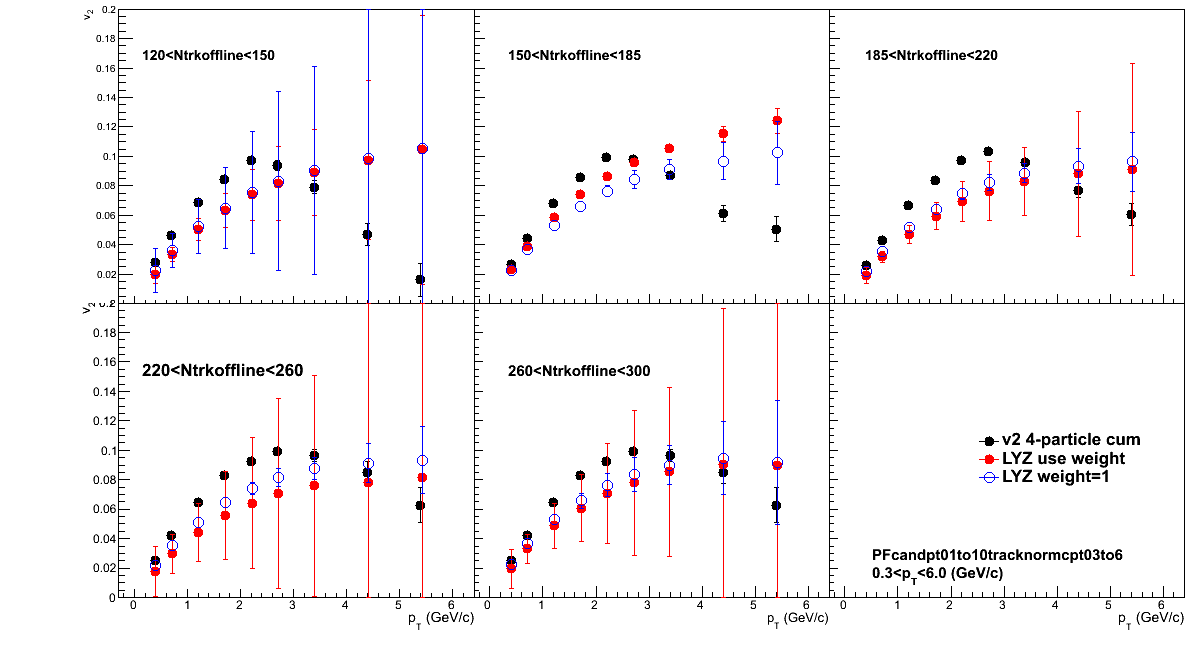 v2
0.2
0.18
0.16
0.14
0.12
0.1
0.08
0.06
0.04
0.02
120<Ntrkoffline<150
150<Ntrkoffline<185
185<Ntrkoffline<220
v2
0.18
0.16
0.14
0.12
0.1
0.08
0.06
0.04
0.02
0
220<Ntrkoffline<260
260<Ntrkoffline<300
v2 4-particle cum
LYZ use weight
LYZ weight=1
PFcandpt01to10tracknormcpt03to6
0.3<pT<6.0 (GeV/c)
0 1 2 3 4 5 6
0 1 2 3 4 5 6
0 1 2 3 4 5 6
pT (GeV/c)
pT (GeV/c)
pT (GeV/c)